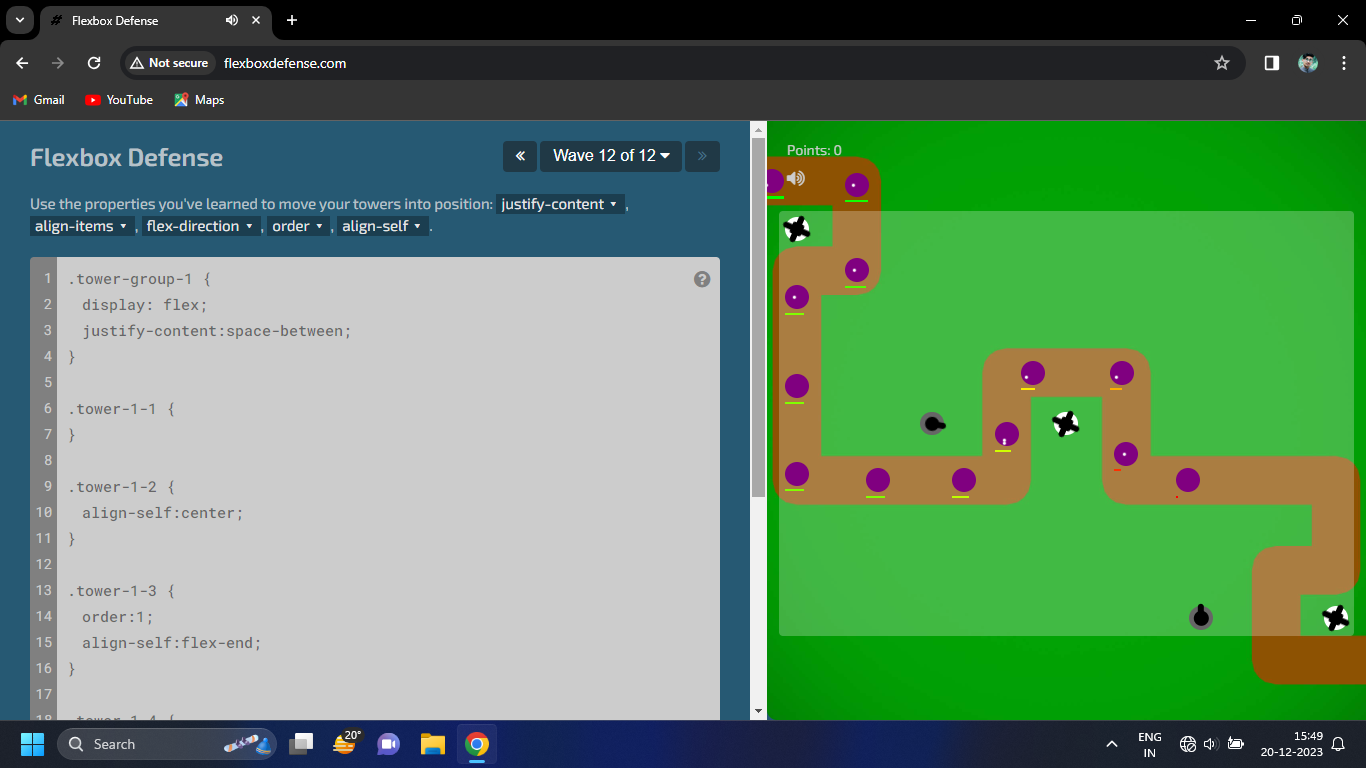 Flexbox Defense
Not secure
flexboxdefense.com
Gmail
YouTube
Maps
Flexbox Defense
«
Wave 12 of 12
»
Use the properties you've learned to move your towers into position: justify-content ,
align-items , flex-direction , order , align-self .
?
1 .tower-group-1 {
2 display: flex;
3 justify-content:space-between;
4 }
5
6 .tower-1-1 {
7 }
8
9 .tower-1-2 {
10 align-self:center;
11 }
12
13 .tower-1-3 {
14 order:1;
15 align-self:flex-end;
16 }
17
18 .tower-1-4 {
Points: 0
Search
20°
ENG
IN
15:49
20-12-2023